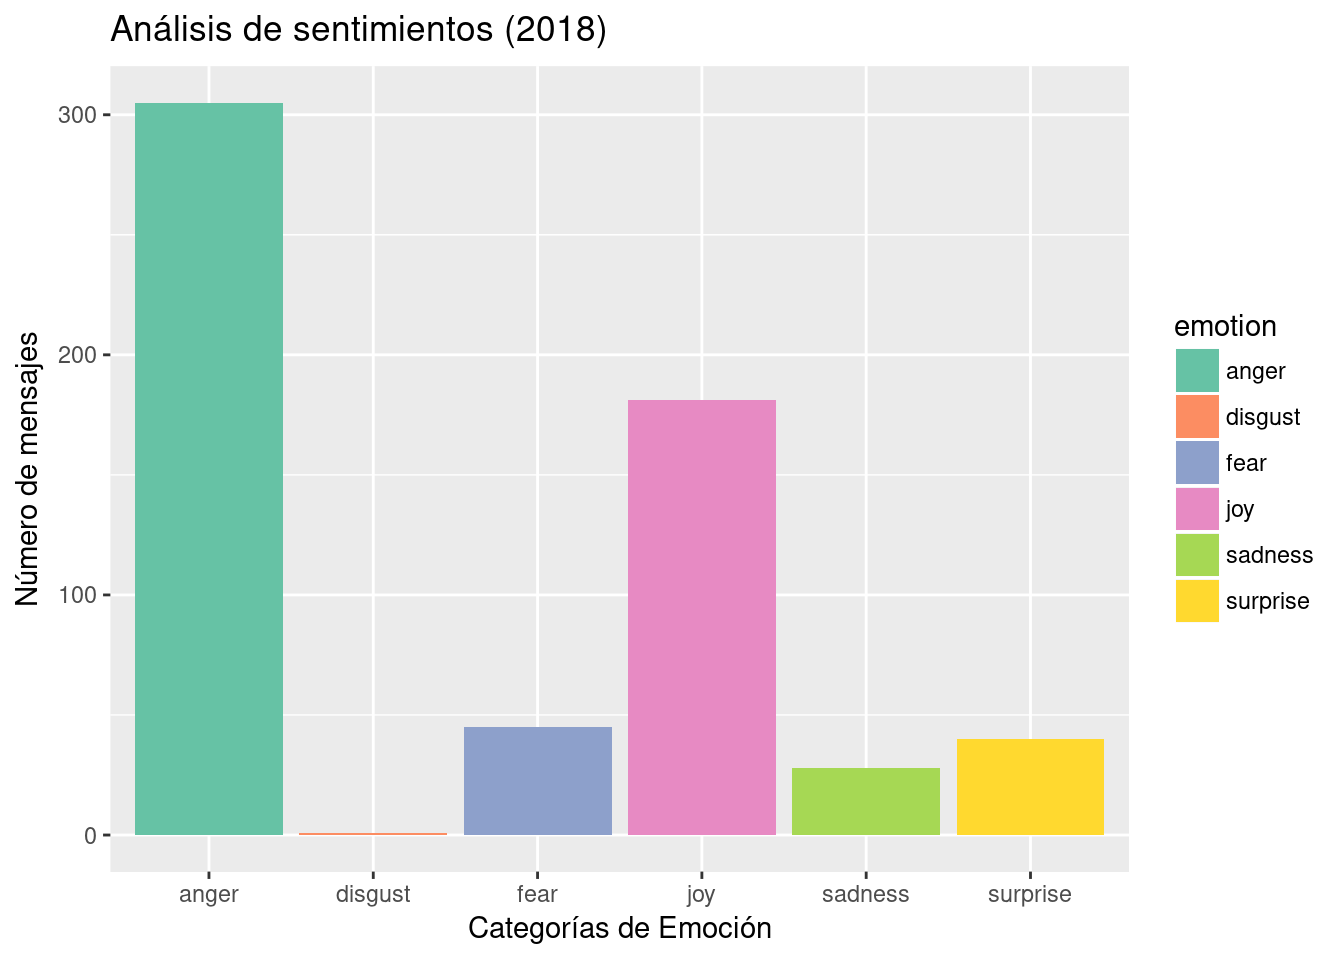 Análisis de sentimientos (2018)
Número de mensajes
300
200
100
0
anger
disgust
fear
joy
sadness
surprise
Categorías de Emoción
emotion
anger
disgust
fear
joy
sadness
surprise